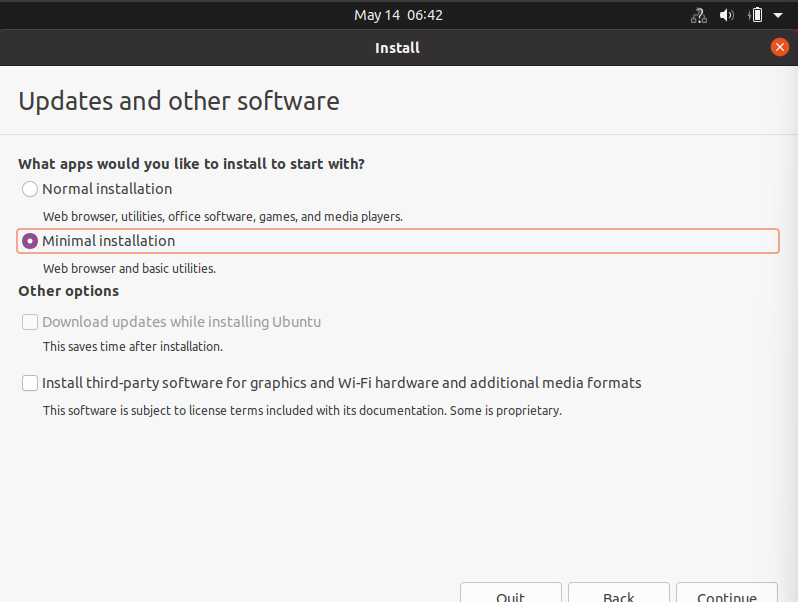 May 14 06:42
Install
Updates and other software
What apps would you like to install to start with?
Normal installation
Web browser, utilities, office software, games, and media players.
Minimal installation
Web browser and basic utilities.
Other options
Download updates while installing Ubuntu
This saves time after installation.
Install third-party software for graphics and Wi-Fi hardware and additional media formats
This software is subject to license terms included with its documentation. Some is proprietary.
Quit Back Continue